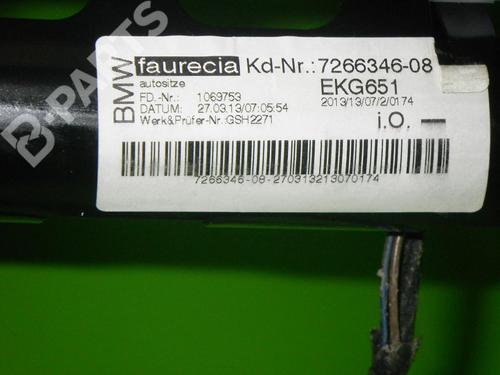 B-PARTS
BMW
faurecia Kd-Nr.:7266346-08
autositze
EKG651
FD.-Nr.: 1069753
2013/13/07/2/0174
DATUM: 27.03.13/07:05:54
Werk&Prüfer-Nr.:GSH2271
i.O. —
7266346-08-270313213070174